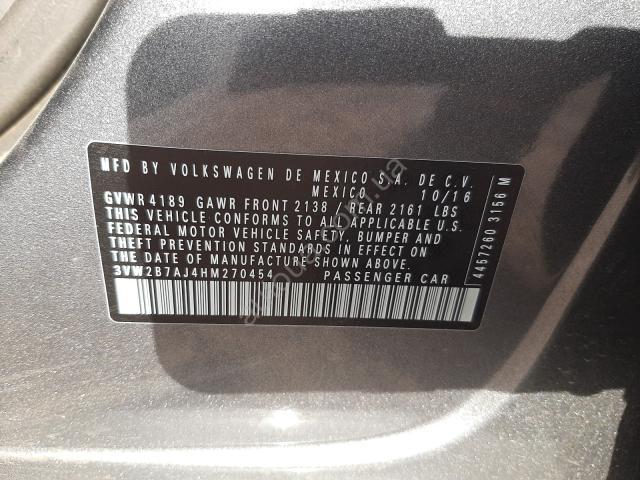 MFD BY VOLKSWAGEN DE MEXICO S.A. DE C.V.
MEXICO 10/16
GVWR 4189 GAWR FRONT 2138 / REAR 2161 LBS
THIS VEHICLE CONFORMS TO ALL APPLICABLE U.S.
FEDERAL MOTOR VEHICLE SAFETY, BUMPER AND
THEFT PREVENTION STANDARDS IN EFFECT ON
THE DATE OF MANUFACTURE SHOWN ABOVE
3VW2B7AJ4HM270454 PASSENGER CAR
4457260 3156 M